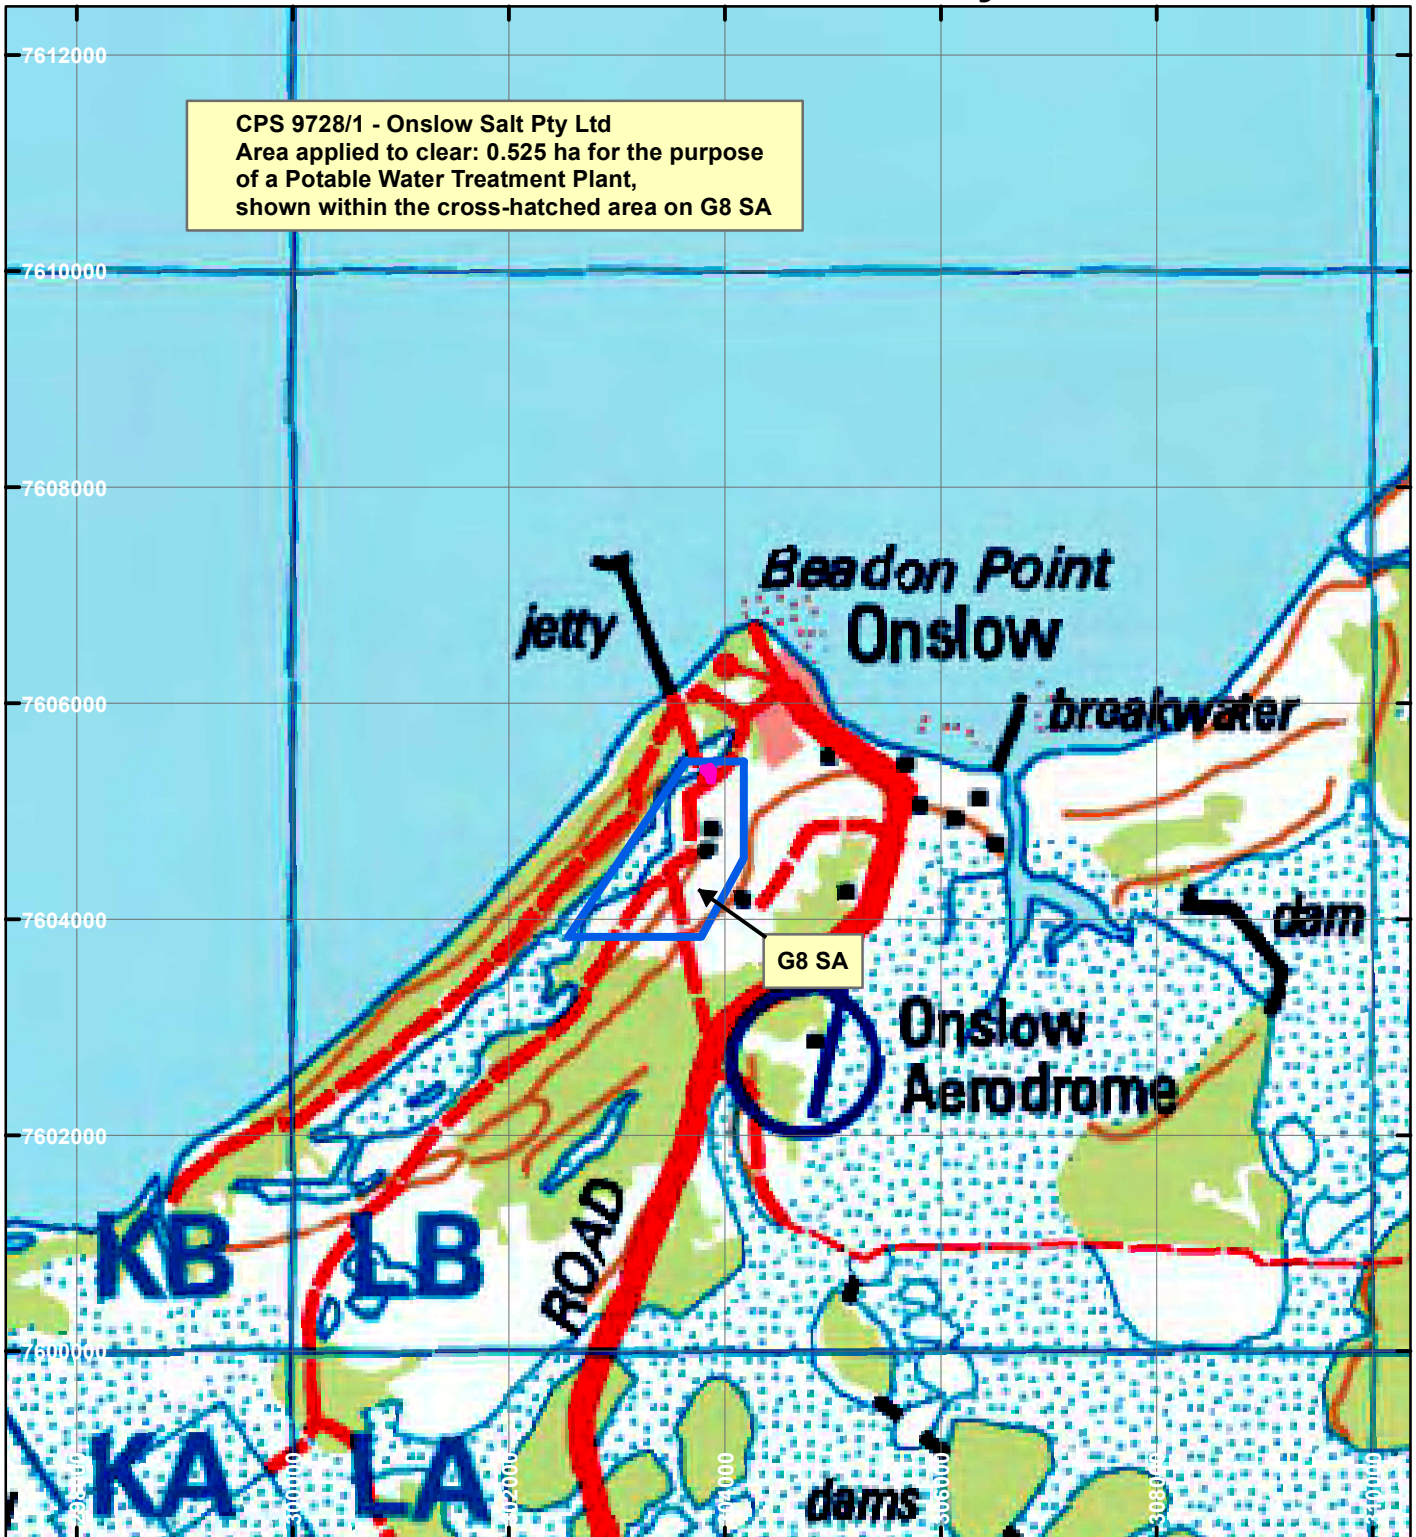 7612000
CPS 9728/1 - Onslow Salt Pty Ltd
Area applied to clear: 0.525 ha for the purpose
of a Potable Water Treatment Plant,
shown within the cross-hatched area on G8 SA
7610000
7608000
Beadon Point
jetty
Onslow
7606000
breakwater
7604000
dam
G8 SA
Onslow
Aerodrome
7602000
ROAD
KB
LB
7600000
KA
LA
dams
298000
300000
302000
304000
306000
308000
310000